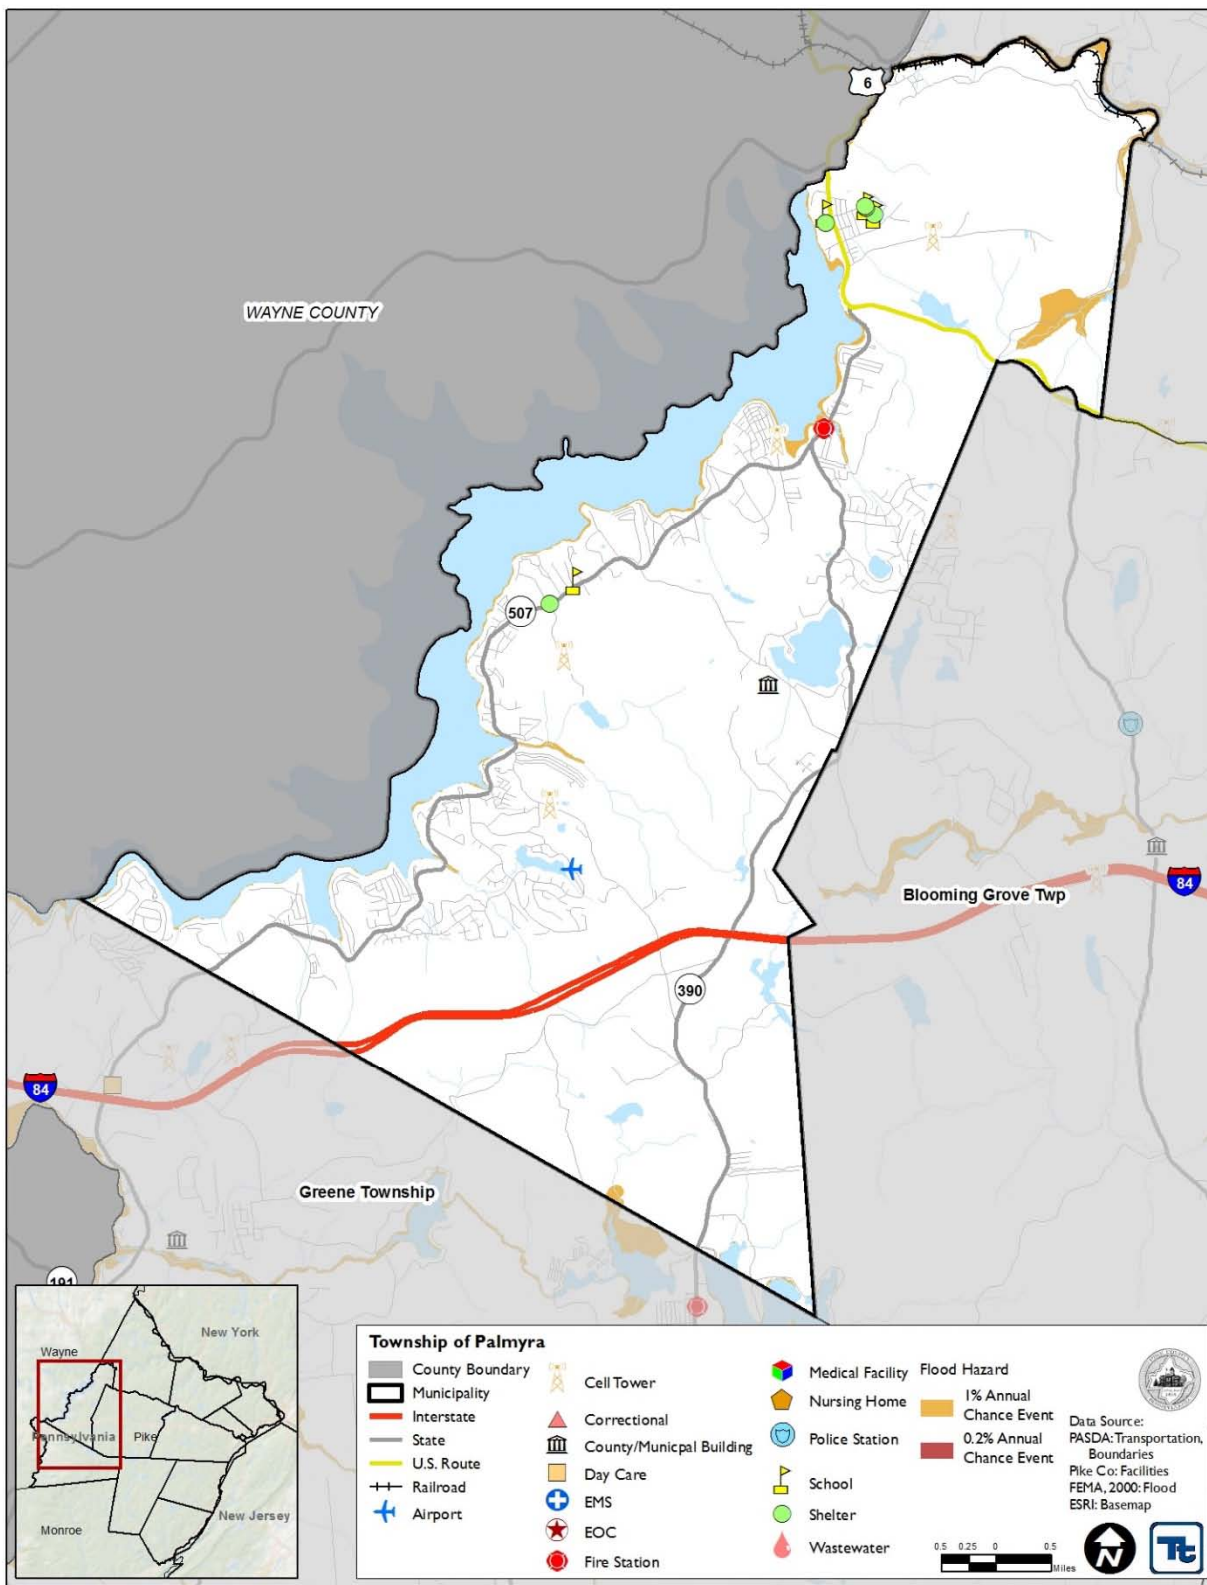 6
WAYNE COUNTY
507
Blooming Grove Twp
84
390
84
Greene Township
191
New York
Wayne
Pennsylvania
Pike
New Jersey
Monroe
Township of Palmyra
County Boundary
Municipality
Interstate
State
U.S. Route
Railroad
Airport
Cell Tower
Correctional
County/Municpal Building
Day Care
EMS
EOC
Fire Station
Medical Facility
Nursing Home
Police Station
School
Shelter
Wastewater
Flood Hazard
1% Annual
Chance Event
0.2% Annual
Chance Event
Data Source:
PASDA: Transportation,
Boundaries
Pike Co: Facilities
FEMA, 2000: Flood
ESRI: Basemap
0.5 0.25 0 0.5
Miles
N
Tt